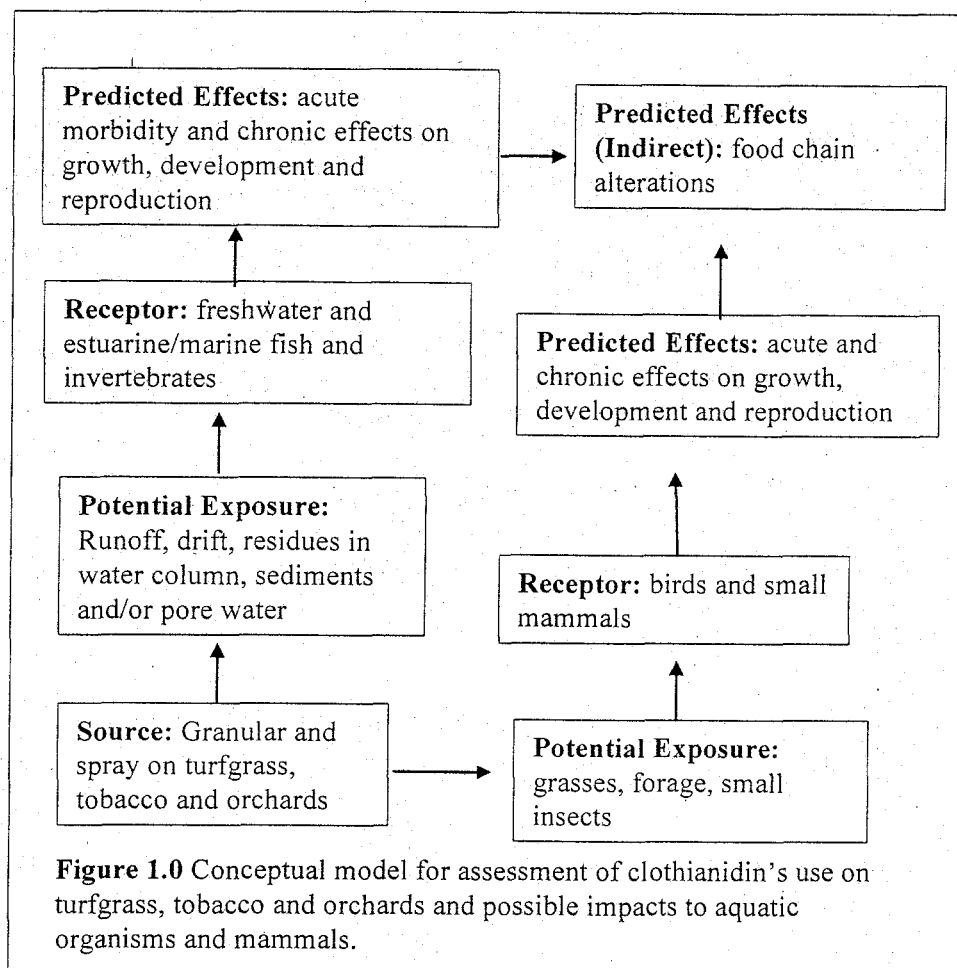 Predicted Effects: acute
morbidity and chronic effects on
growth, development and
reproduction
Predicted Effects
(Indirect): food chain
alterations
Receptor: freshwater and
estuarine/marine fish and
invertebrates
Predicted Effects: acute and
chronic effects on growth,
development and reproduction
Potential Exposure:
Runoff, drift, residues in
water column, sediments
and/or pore water
Receptor: birds and small
mammals
Source: Granular and
spray on turfgrass,
tobacco and orchards
Potential Exposure:
grasses, forage, small
insects
Figure 1.0 Conceptual model for assessment of clothianidin's use on
turfgrass, tobacco and orchards and possible impacts to aquatic
organisms and mammals.